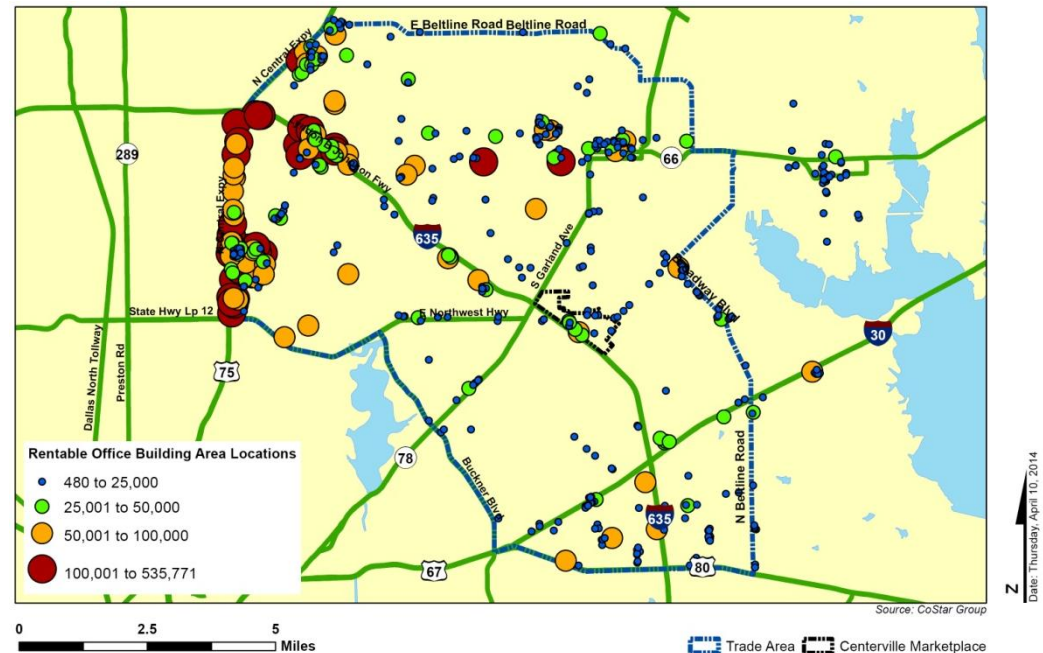 E Beltline Road Beltline Road
N Central Expy
289
66
635
S Garland Ave
Broadway Blvd
State Hwy Lp 12
E Northwest Hwy
30
Dallas North Tollway
Preston Rd
75
Rentable Office Building Area Locations
480 to 25,000
25,001 to 50,000
50,001 to 100,000
100,001 to 535,771
78
Buckner Blvd
N Beltline Road
635
67
80
Source: CoStar Group
N
Date: Thursday, April 10, 2014
0 2.5 5
Miles
Trade Area
Centerville Marketplace